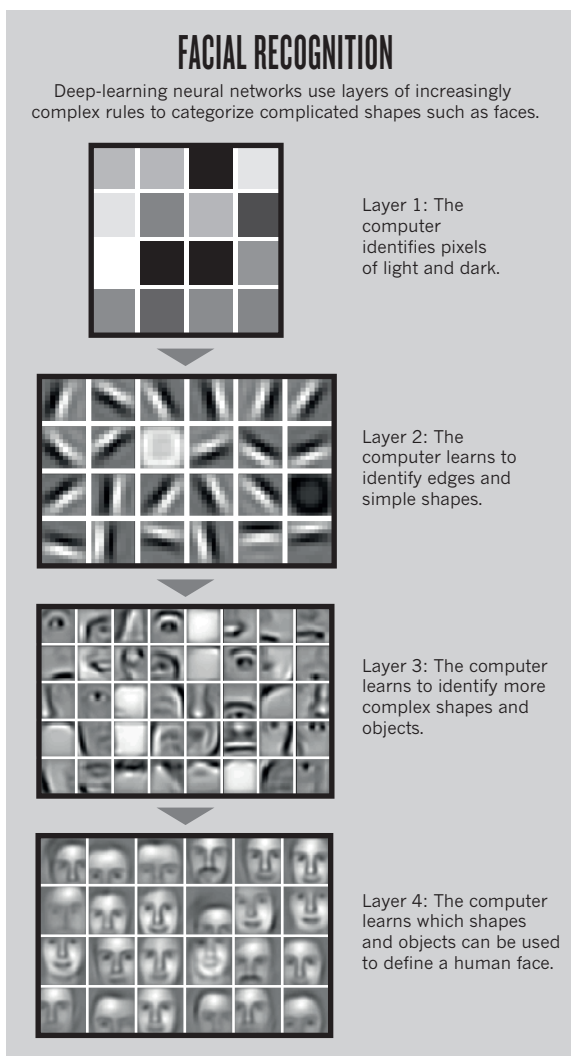 FACIAL RECOGNITION
Deep-learning neural networks use layers of increasingly
complex rules to categorize complicated shapes such as faces.
Layer 1: The
computer
identifies pixels
of light and dark.
Layer 2: The
computer learns to
identify edges and
simple shapes.
Layer 3: The computer
learns to identify more
complex shapes and
objects.
Layer 4: The computer
learns which shapes
and objects can be used
to define a human face.